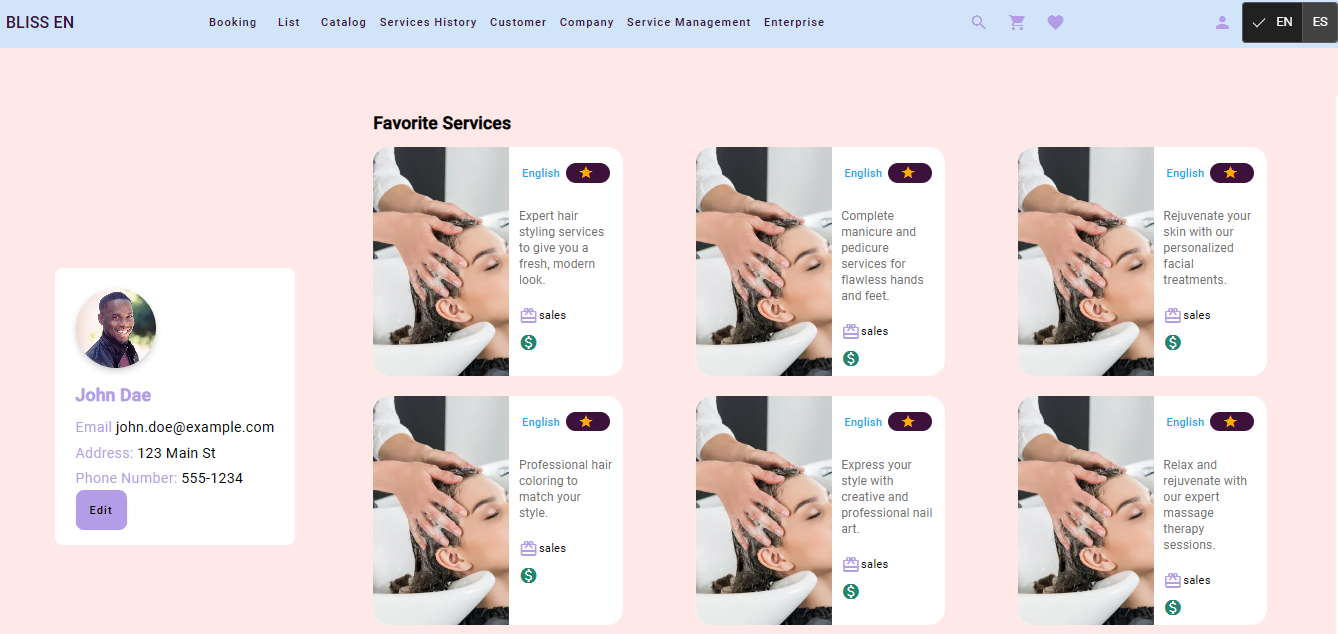 BLISS EN
Booking List Catalog Services History Customer Company Service Management Enterprise
EN ES
Favorite Services
English
Expert hair
styling services
to give you a
fresh, modern
look.
sales
English
Complete
manicure and
pedicure
services for
flawless hands
and feet.
sales
English
Rejuvenate your
skin with our
personalized
facial
treatments.
sales
John Dae
Email john.doe@example.com
Address: 123 Main St
Phone Number: 555-1234
Edit
English
Professional hair
coloring to
match your
style.
sales
English
Express your
style with
creative and
professional nail
art.
sales
English
Relax and
rejuvenate with
our expert
massage
therapy
sessions.
sales